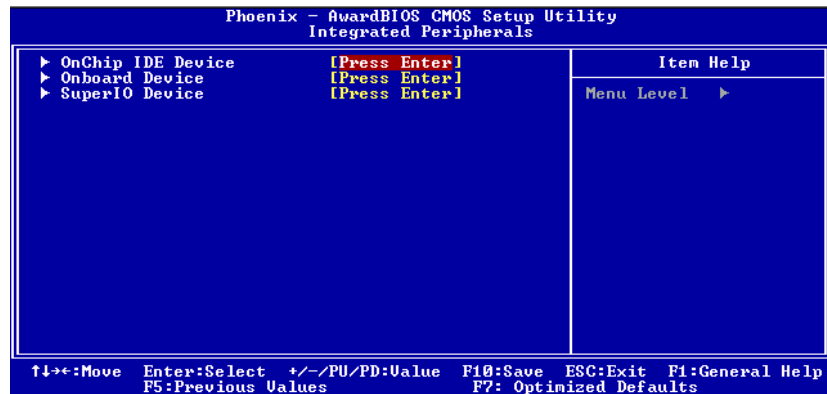 Phoenix - AwardBIOS CMOS Setup Utility
Integrated Peripherals
▶ OnChip IDE Device [Press Enter]
▶ Onboard Device [Press Enter]
▶ SuperIO Device [Press Enter]
Item Help
Menu Level ▶
↑↓→←:Move Enter:Select +/-/PU/PD:Value F10:Save ESC:Exit F1:General Help
F5:Previous Values F7: Optimized Defaults